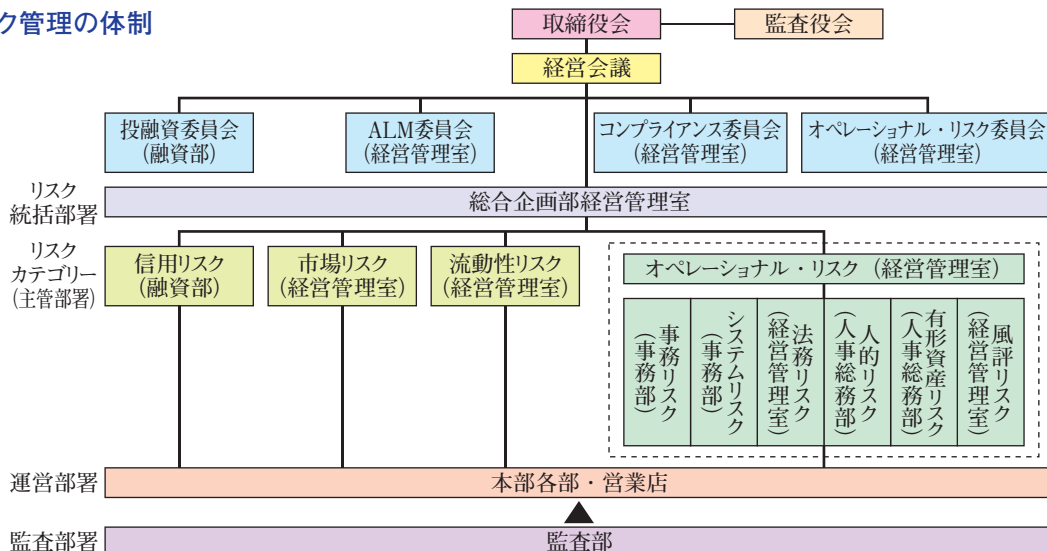 ク管理の体制
取締役会
監査役会
経営会議
投融資委員会
(融資部)
ALM委員会
(経営管理室)
コンプライアンス委員会
(経営管理室)
オペレーショナル・リスク委員会
(経営管理室)
リスク
統括部署
総合企画部経営管理室
リスク
カテゴリー
(主管部署)
信用リスク
(融資部)
市場リスク
(経営管理室)
流動性リスク
(経営管理室)
オペレーショナル・リスク(経営管理室)
事務リスク
(事務部)
システムリスク
(事務部)
法務リスク
(経営管理室)
人的リスク
(人事総務部)
有形資産リスク
(人事総務部)
風評リスク
(経営管理室)
運営部署
本部各部・営業店
監査部署
監査部